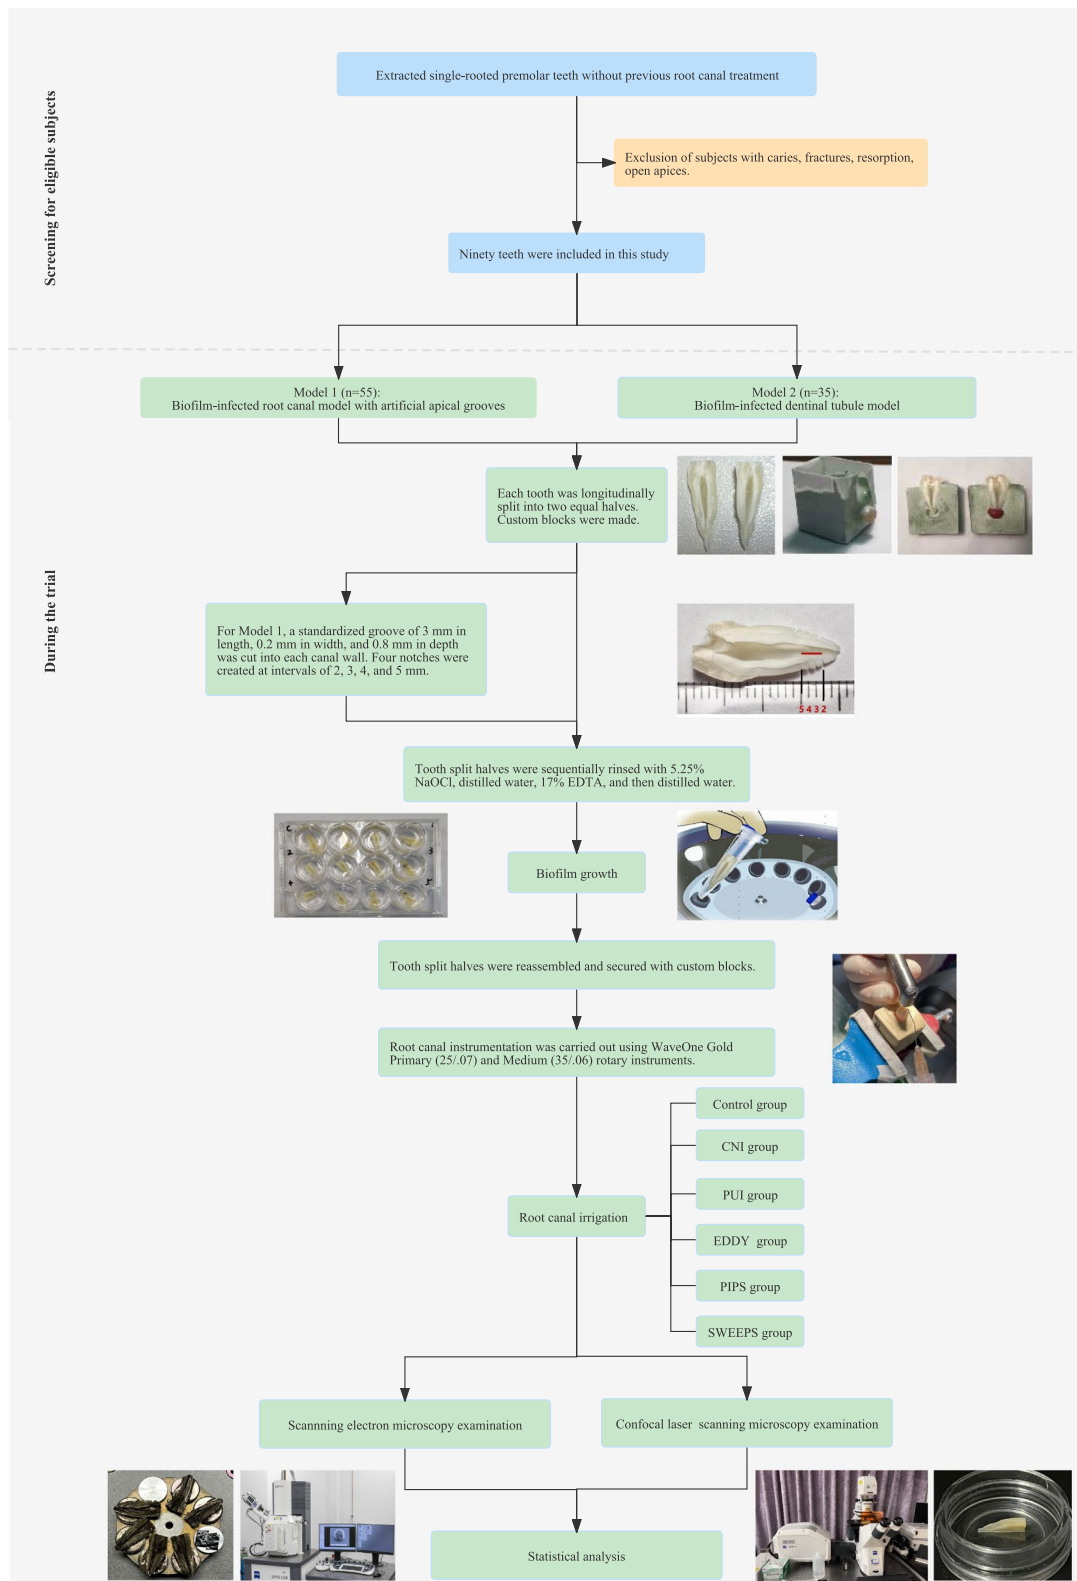 Screening for eligible subjects
Extracted single-rooted premolar teeth without previous root canal treatment
Exclusion of subjects with caries, fractures, resorption,
open apices.
Ninety teeth were included in this study
During the trial
Model 1 (n=55):
Biofilm-infected root canal model with artificial apical grooves
Model 2 (n=35):
Biofilm-infected dentinal tubule model
Each tooth was longitudinally
split into two equal halves.
Custom blocks were made.
For Model 1, a standardized groove of 3 mm in
length, 0.2 mm in width, and 0.8 mm in depth
was cut into each canal wall. Four notches were
created at intervals of 2, 3, 4, and 5 mm.
5 4 3 2
Tooth split halves were sequentially rinsed with 5.25%
NaOCl, distilled water, 17% EDTA, and then distilled water.
Biofilm growth
Tooth split halves were reassembled and secured with custom blocks.
Root canal instrumentation was carried out using WaveOne Gold
Primary (25/.07) and Medium (35/.06) rotary instruments.
Control group
CNI group
PUI group
Root canal irrigation
EDDY group
PIPS group
SWEEPS group
Scannning electron microscopy examination
Confocal laser scanning microscopy examination
Statistical analysis